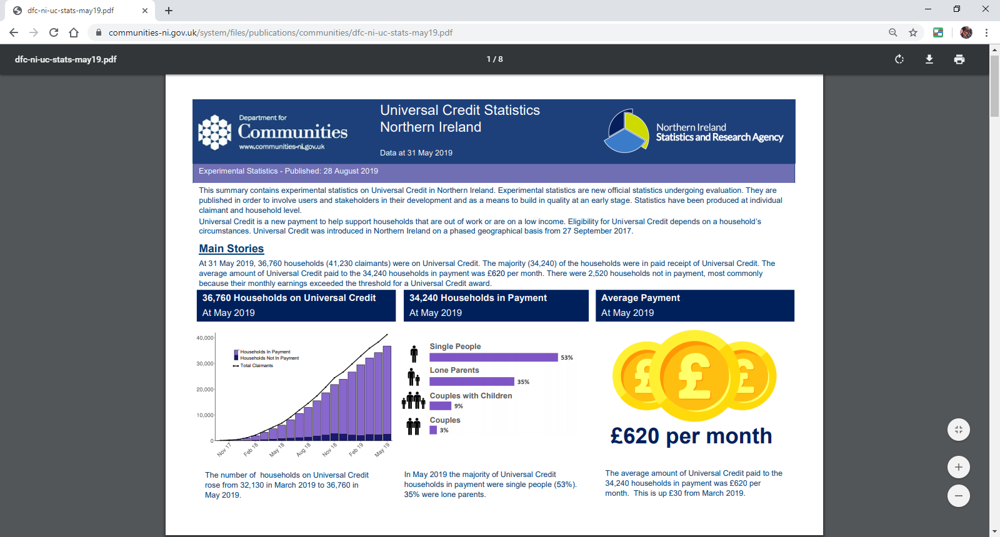 dfc-ni-uc-stats-may19.pdf
communities-ni.gov.uk/system/files/publications/communities/dfc-ni-uc-stats-may19.pdf
dfc-ni-uc-stats-may19.pdf
1 / 8
Department for
Communities
www.communities-ni.gov.uk
Universal Credit Statistics
Northern Ireland
Data at 31 May 2019
Northern Ireland
Statistics and Research Agency
Experimental Statistics - Published: 28 August 2019
This summary contains experimental statistics on Universal Credit in Northern Ireland. Experimental statistics are new official statistics undergoing evaluation. They are
published in order to involve users and stakeholders in their development and as a means to build in quality at an early stage. Statistics have been produced at individual
claimant and household level.
Universal Credit is a new payment to help support households that are out of work or are on a low income. Eligibility for Universal Credit depends on a household's
circumstances. Universal Credit was introduced in Northern Ireland on a phased geographical basis from 27 September 2017.
Main Stories
At 31 May 2019, 36,760 households (41,230 claimants) were on Universal Credit. The majority (34,240) of the households were in paid receipt of Universal Credit. The
average amount of Universal Credit paid to the 34,240 households in payment was £620 per month. There were 2,520 households not in payment, most commonly
because their monthly earnings exceeded the threshold for a Universal Credit award.
36,760 Households on Universal Credit
At May 2019
40,000
30,000
20,000
10,000
0
Households In Payment
Households Not In Payment
Total Claimants
Nov 17
Feb 18
May 18
Aug 18
Nov 18
Feb 19
May 19
The number of households on Universal Credit
rose from 32,130 in March 2019 to 36,760 in
May 2019.
34,240 Households in Payment
At May 2019
Single People
53%
Lone Parents
35%
Couples with Children
9%
Couples
3%
In May 2019 the majority of Universal Credit
households in payment were single people (53%).
35% were lone parents.
Average Payment
At May 2019
£ £ £
£620 per month
The average amount of Universal Credit paid to the
34,240 households in payment was £620 per
month. This is up £30 from March 2019.